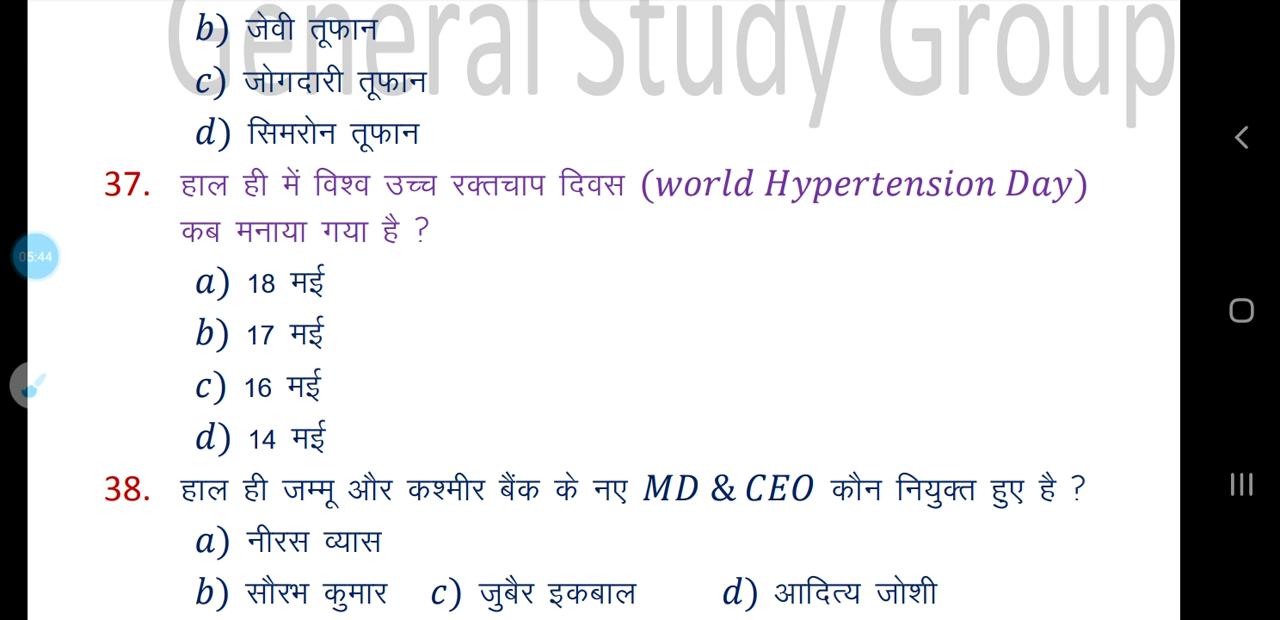 General Study Group
b) जेवी तूफान
c) जोगदारी तूफान
d) सिमरोन तूफान
37. हाल ही में विश्व उच्च रक्तचाप दिवस (world Hypertension Day)
कब मनाया गया है ?
05:44
a) 18 मई
b) 17 मई
c) 16 मई
d) 14 मई
38. हाल ही जम्मू और कश्मीर बैंक के नए MD & CEO कौन नियुक्त हुए है ?
a) नीरस व्यास
b) सौरभ कुमार c) जुबैर इकबाल d) आदित्य जोशी